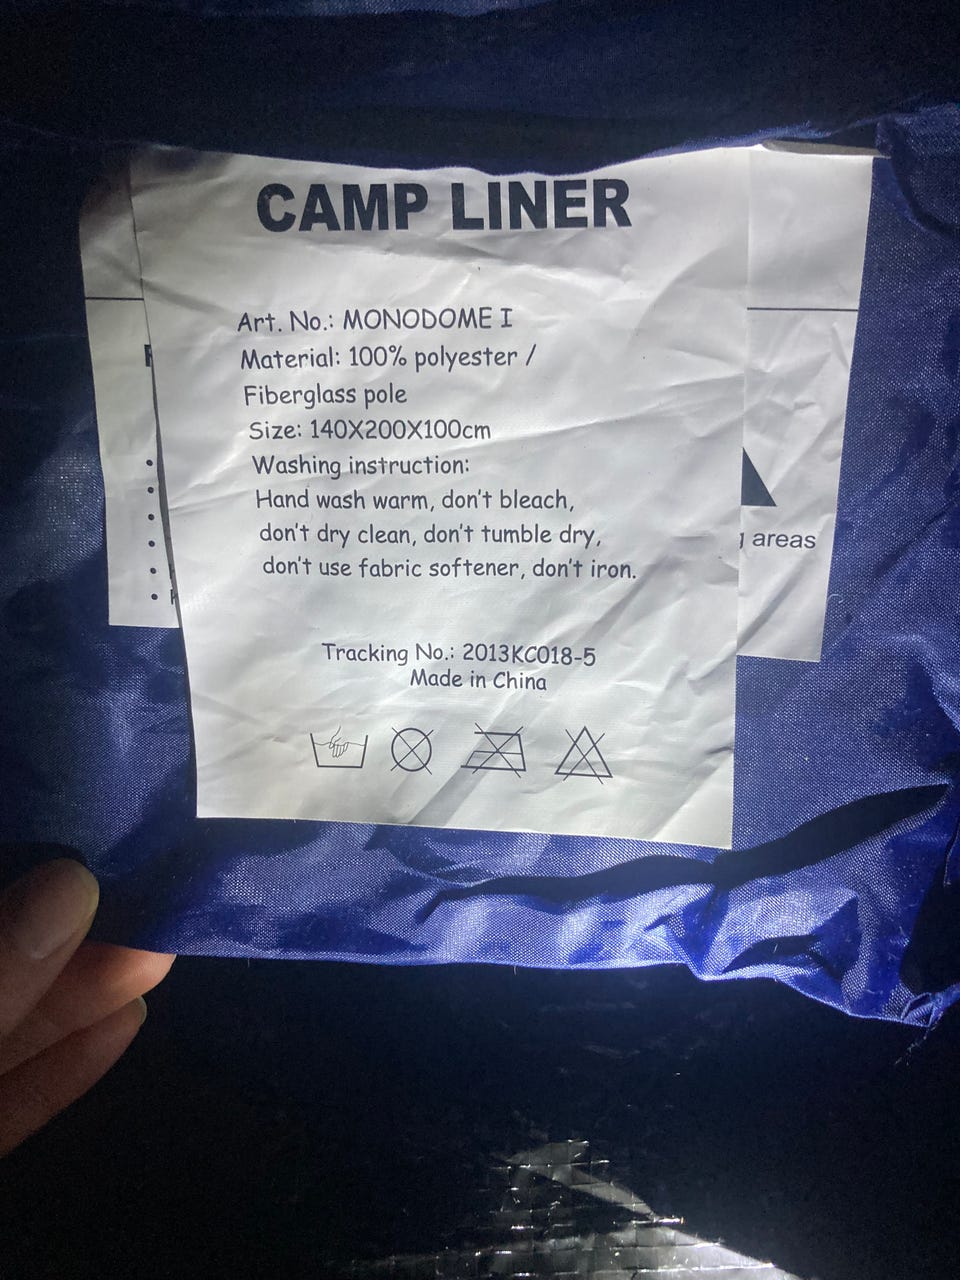 CAMP LINER
Art. No.: MONODOME I
Material: 100% polyester /
Fiberglass pole
Size: 140X200X100cm
Washing instruction:
Hand wash warm, don't bleach,
don't dry clean, don't tumble dry,
don't use fabric softener, don't iron.
Tracking No.: 2013KC018-5
Made in China
areas